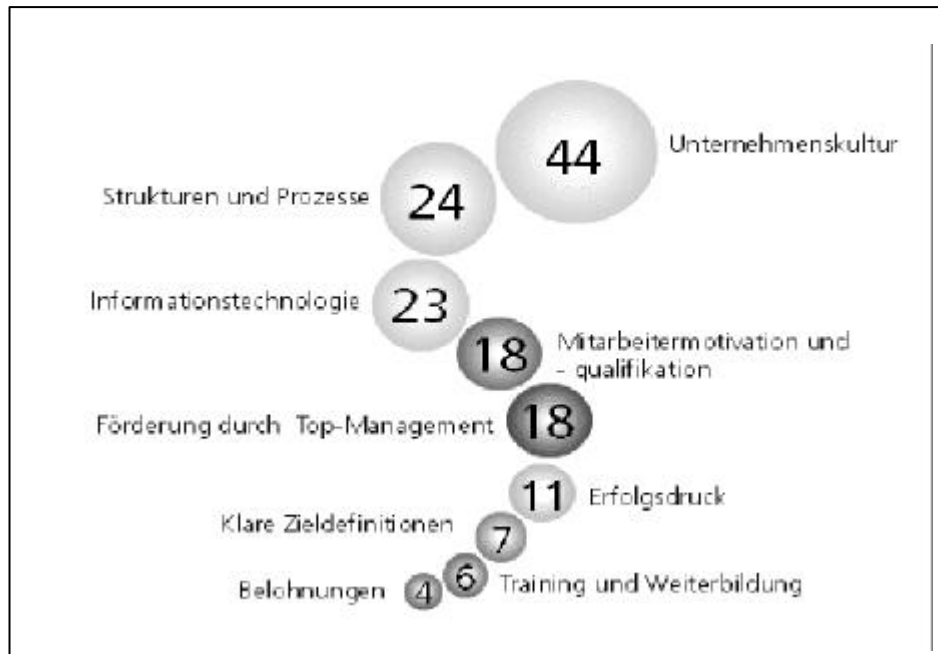 44 Unternehmenskultur
Strukturen und Prozesse 24
Informationstechnologie 23
18 Mitarbeitermotivation und
- qualifikation
Förderung durch Top-Management 18
11 Erfolgsdruck
Klare Zieldefinitionen 7
6 Training und Weiterbildung
Belohnungen 4